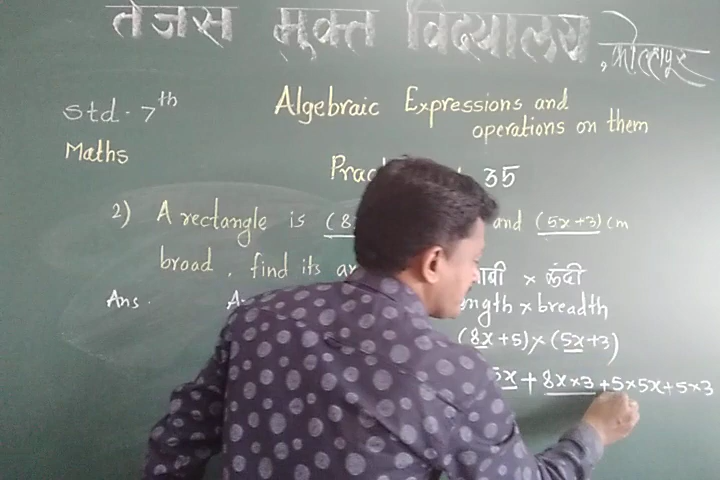 तेजस मुक्त विद्यालय, कोल्हापूर
Std - 7th
Maths
Algebraic Expressions and
operations on them
35
2) A rectangle is (8 and (5x+3) cm
broad. find its
× रुंदी
Ans.
× breadth
(8x+5)×(5x+3)
5x + 8x×3 + 5×5x + 5×3